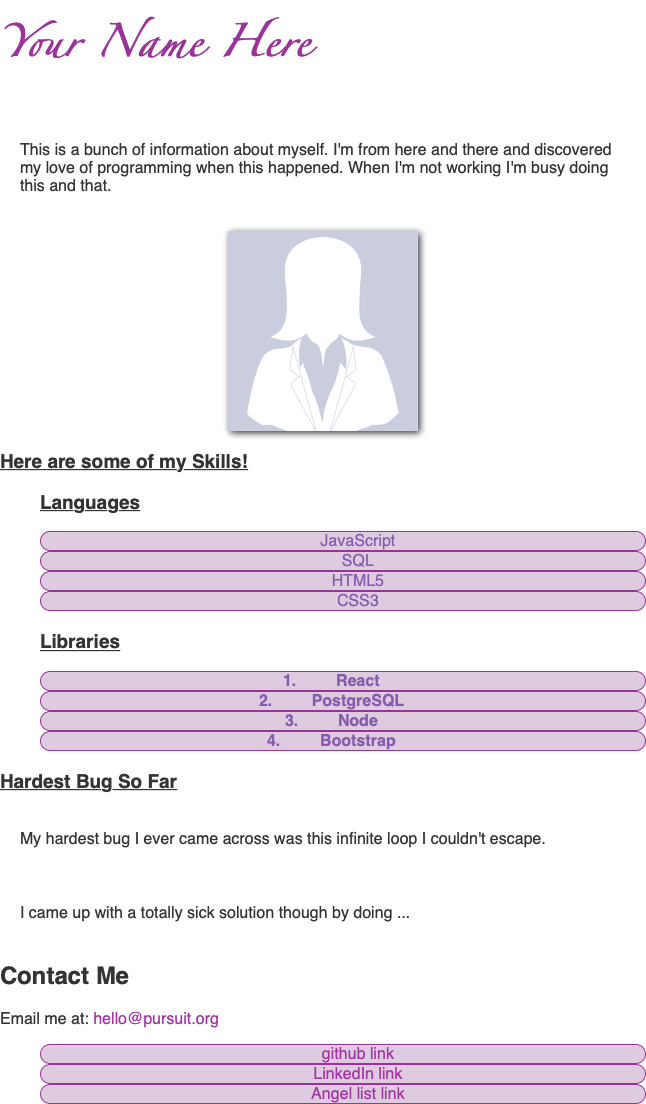 Your Name Here
This is a bunch of information about myself. I'm from here and there and discovered
my love of programming when this happened. When I'm not working I'm busy doing
this and that.
Here are some of my Skills!
Languages
JavaScript
SQL
HTML5
CSS3
Libraries
1. React
2. PostgreSQL
3. Node
4. Bootstrap
Hardest Bug So Far
My hardest bug I ever came across was this infinite loop I couldn't escape.
I came up with a totally sick solution though by doing ...
Contact Me
Email me at: hello@pursuit.org
github link
LinkedIn link
Angel list link